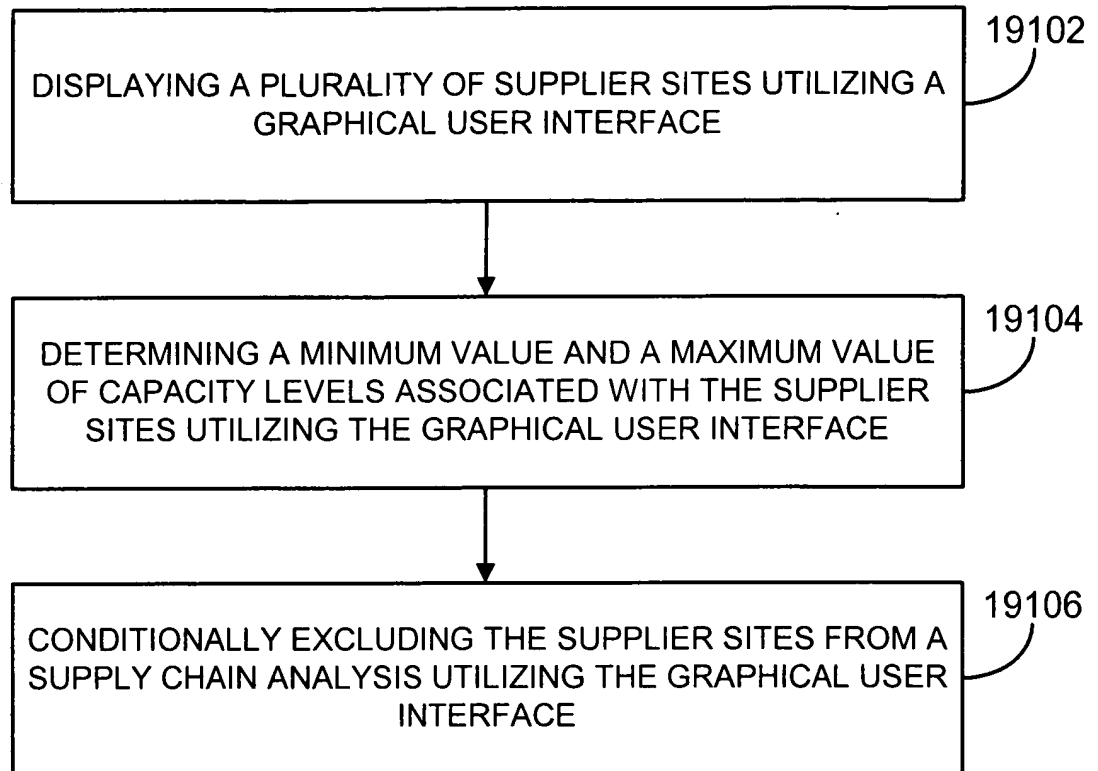 19102
DISPLAYING A PLURALITY OF SUPPLIER SITES UTILIZING A
GRAPHICAL USER INTERFACE
19104
DETERMINING A MINIMUM VALUE AND A MAXIMUM VALUE
OF CAPACITY LEVELS ASSOCIATED WITH THE SUPPLIER
SITES UTILIZING THE GRAPHICAL USER INTERFACE
19106
CONDITIONALLY EXCLUDING THE SUPPLIER SITES FROM A
SUPPLY CHAIN ANALYSIS UTILIZING THE GRAPHICAL USER
INTERFACE